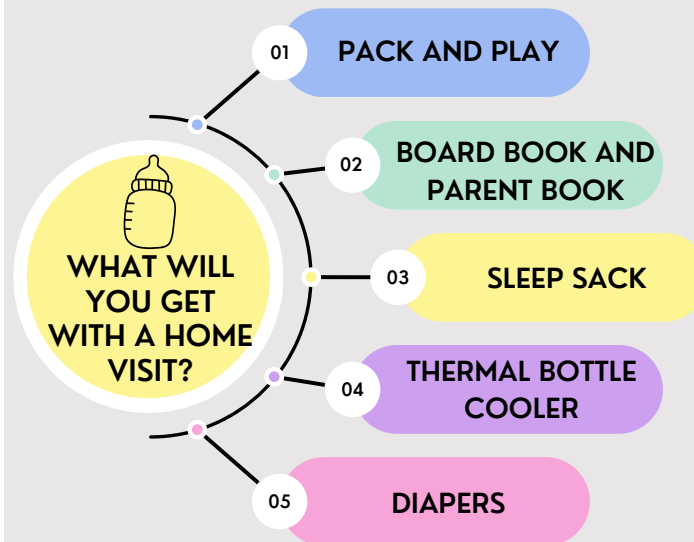 WHAT WILL
YOU GET
WITH A HOME
VISIT?
01
PACK AND PLAY
02
BOARD BOOK AND
PARENT BOOK
03
SLEEP SACK
04
THERMAL BOTTLE
COOLER
05
DIAPERS